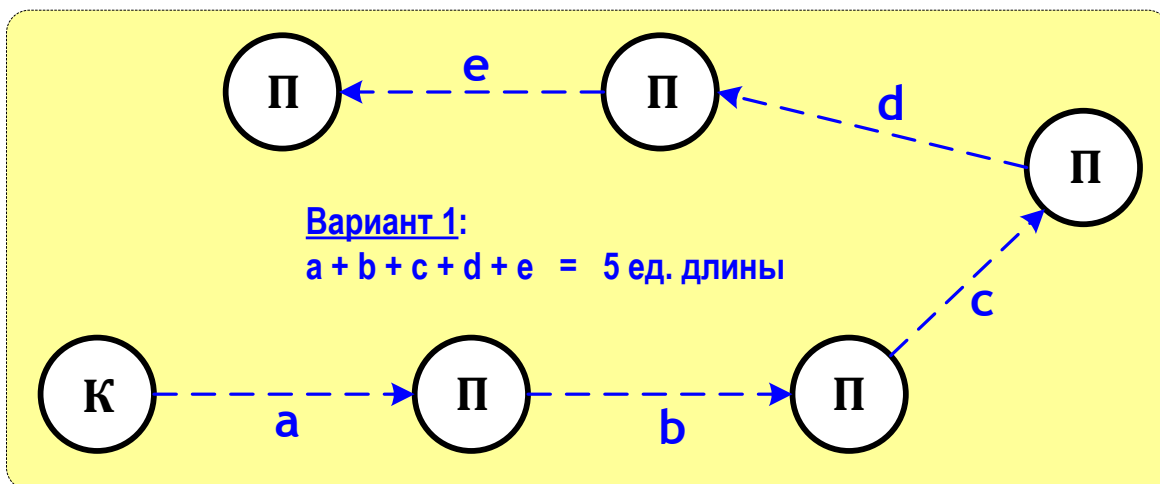 e
П
П
d
П
Вариант 1:
a + b + c + d + e = 5 ед. длины
c
К
П
П
a
b